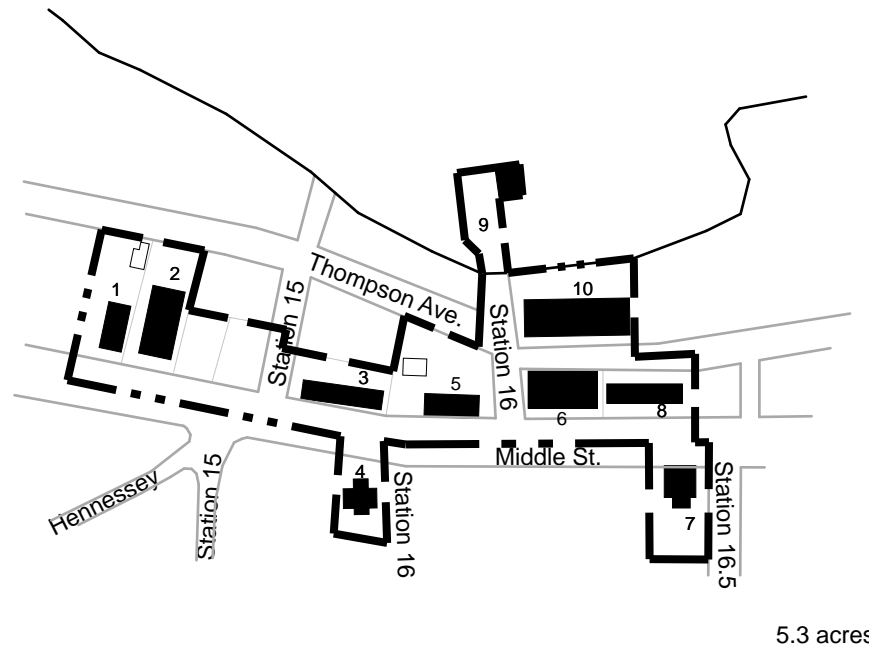 9
2
1
Thompson Ave.
10
Station 15
Station 16
3
5
6
8
Middle St.
4
Hennessey
Station 15
Station 16
7
Station 16.5
5.3 acres